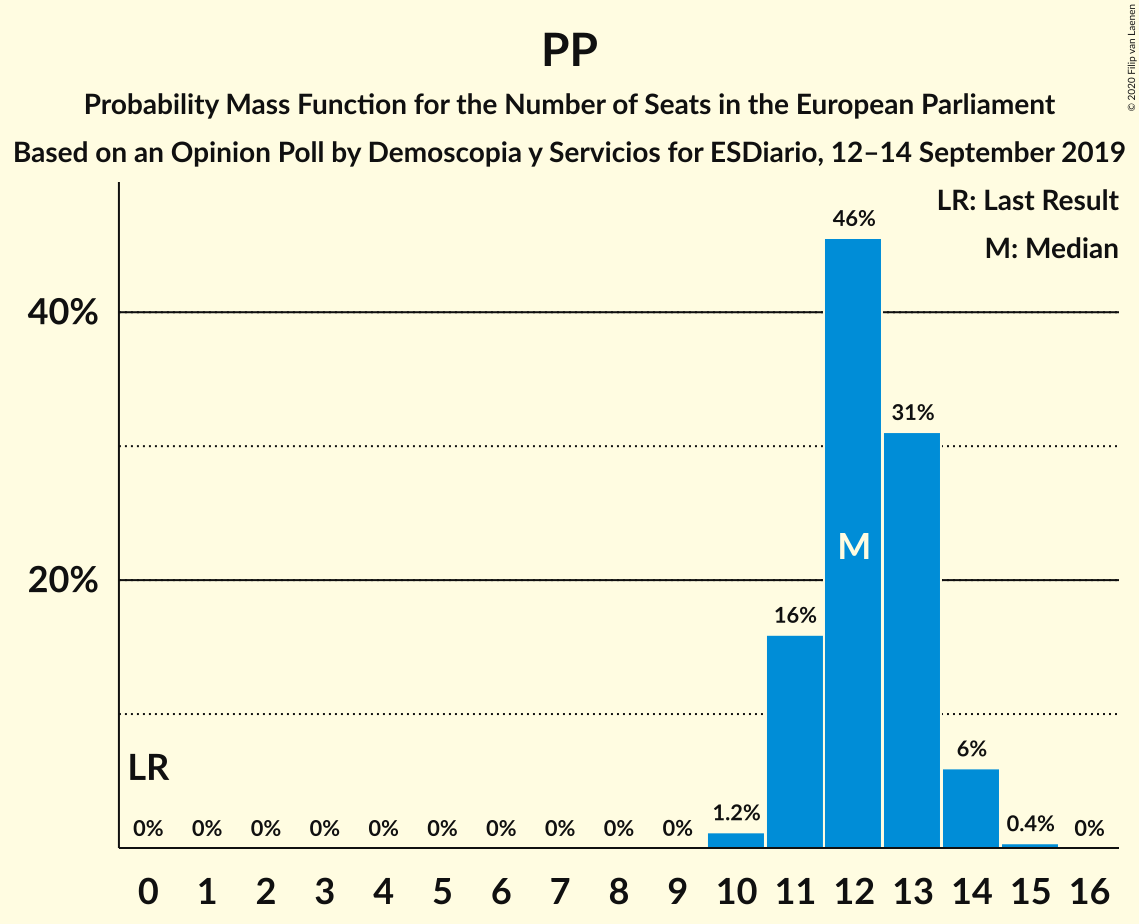 PP
Probability Mass Function for the Number of Seats in the European Parliament
Based on an Opinion Poll by Demoscopia y Servicios for ESDiario, 12–14 September 2019
© 2020 Filip van Laenen
LR: Last Result
M: Median
46%
40%
31%
M
20%
16%
LR
6%
0% 0% 0% 0% 0% 0% 0% 0% 0% 0% 1.2% 0.4% 0%
0 1 2 3 4 5 6 7 8 9 10 11 12 13 14 15 16